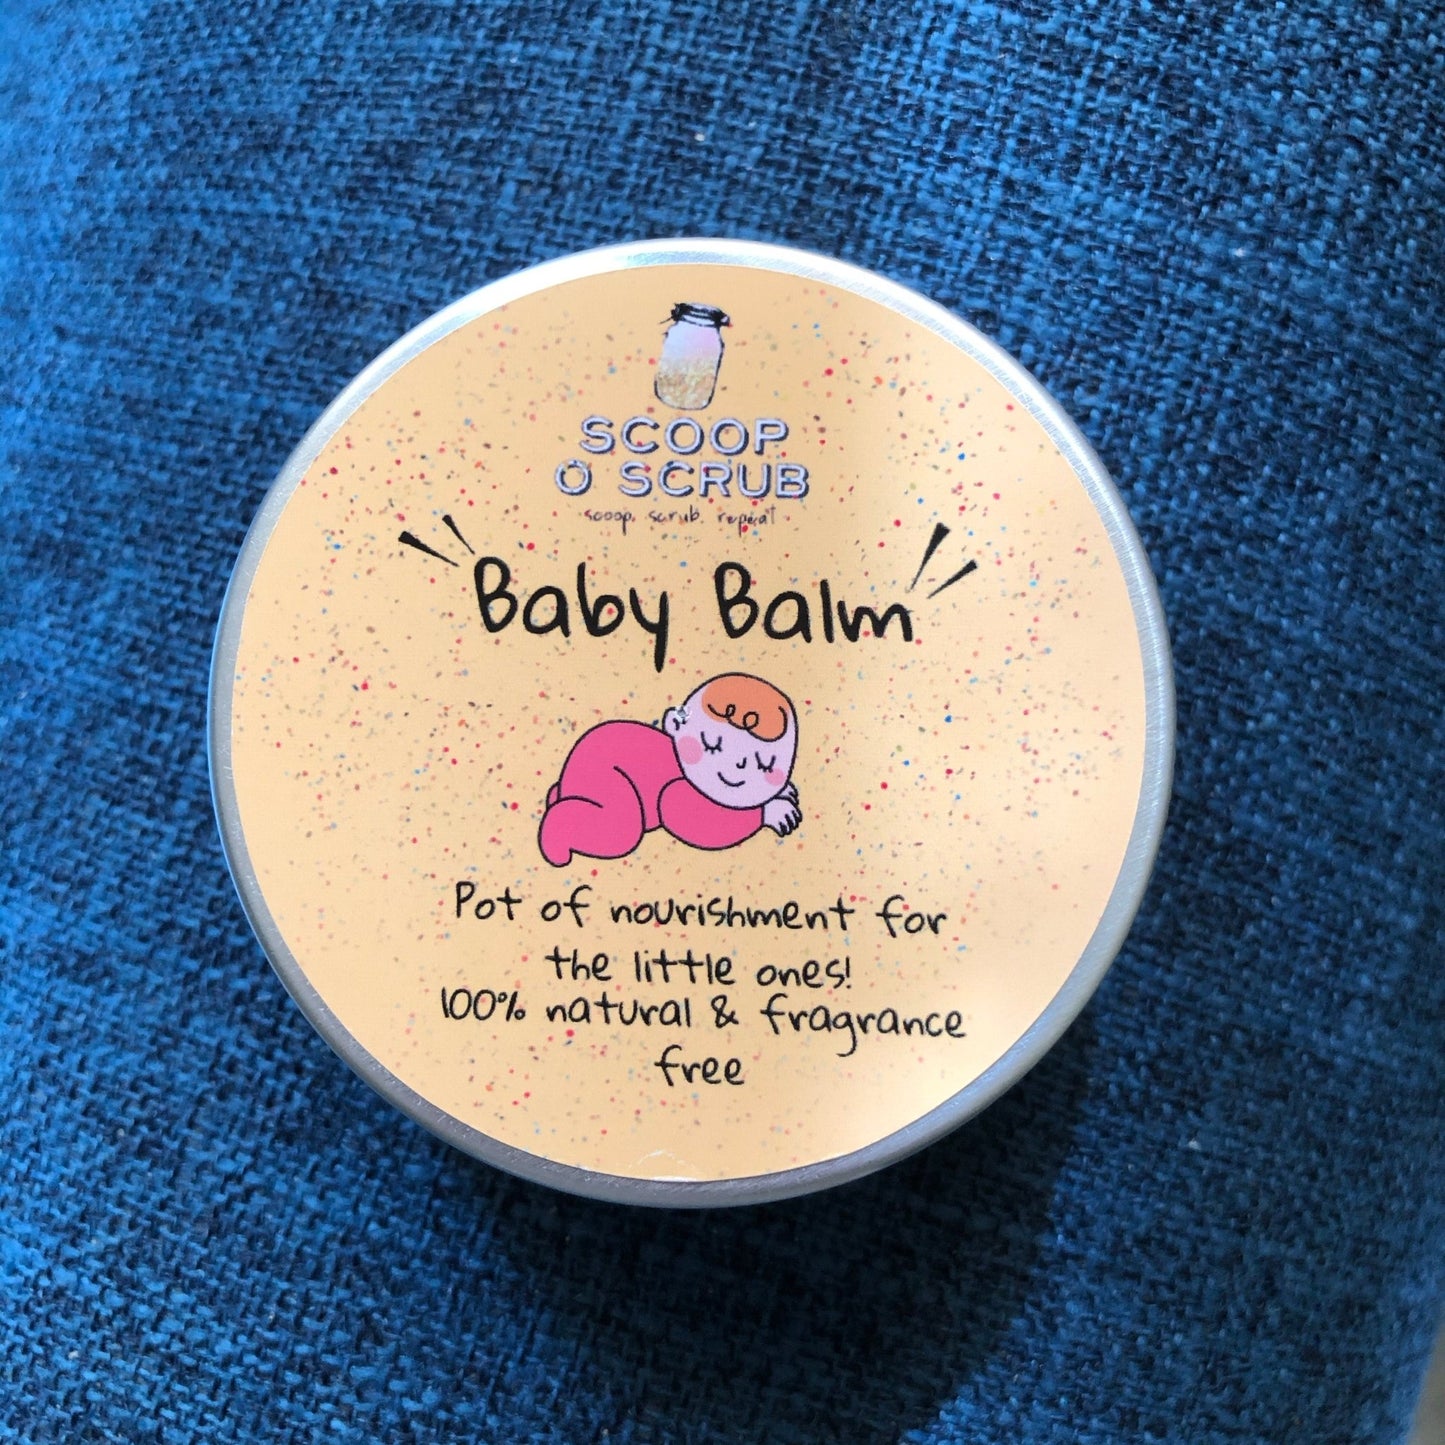 SCOOP
O SCRUB
scoop. scrub. repeat
Baby Balm
Pot of nourishment for
the little ones!
100% natural & fragrance
free